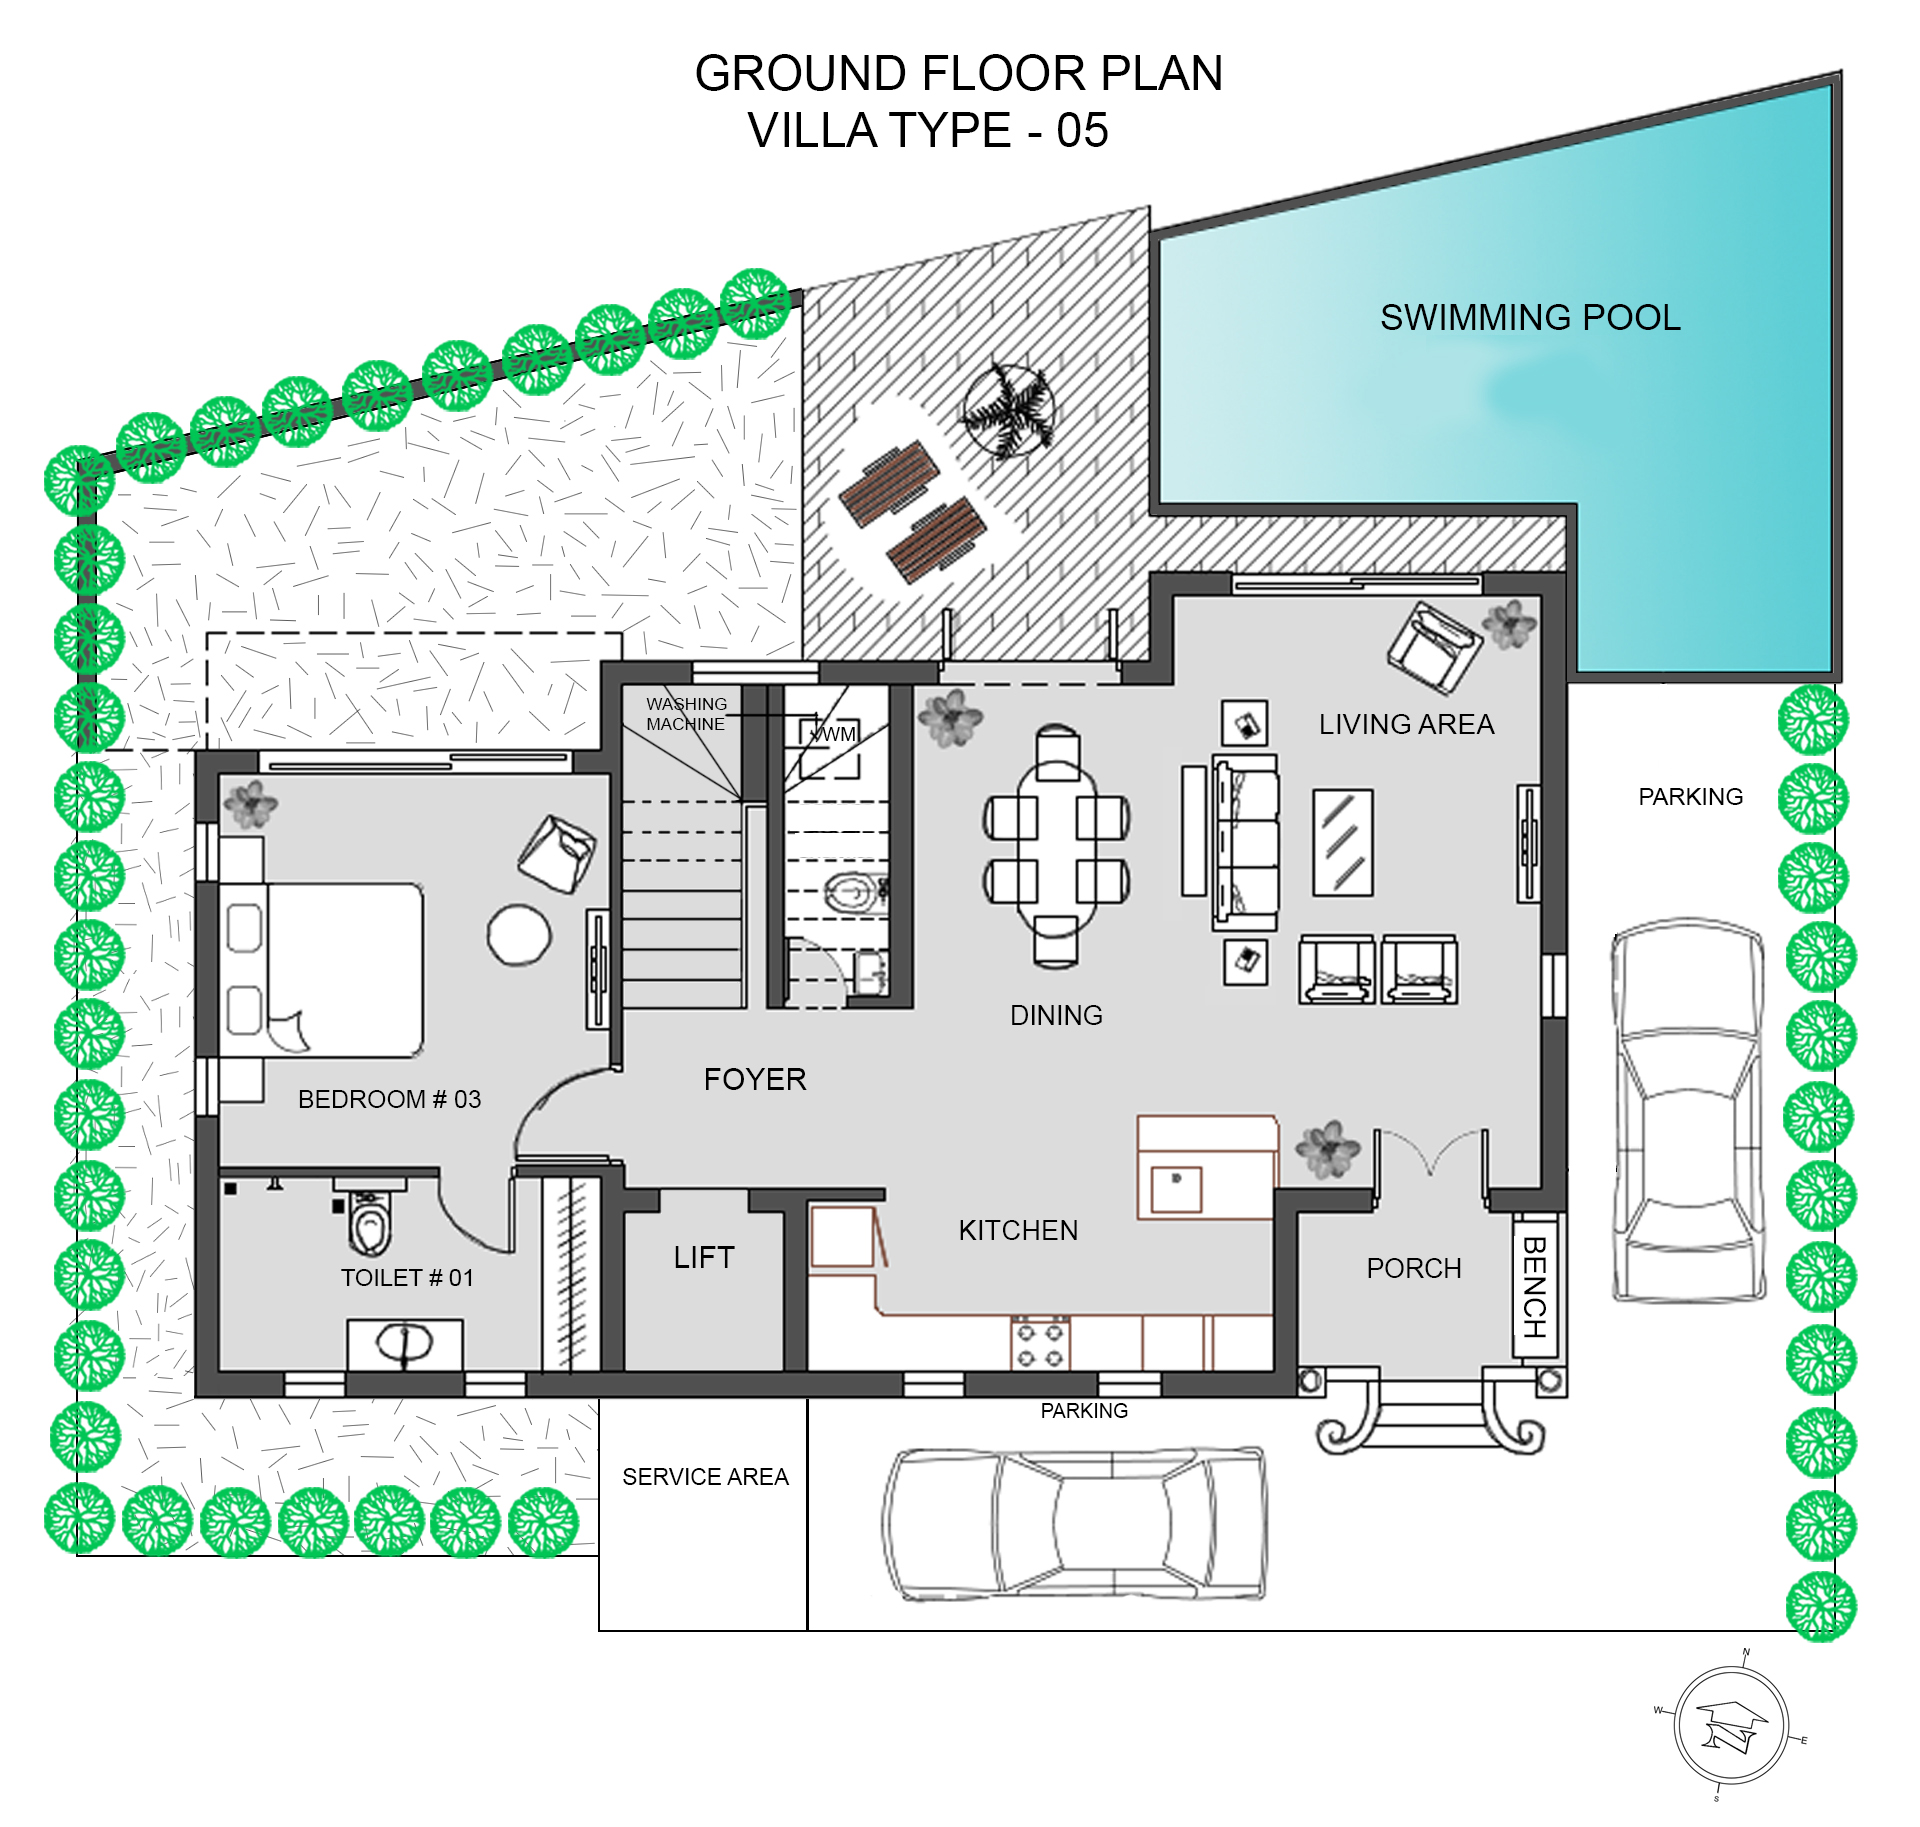 GROUND FLOOR PLAN
VILLA TYPE - 05
SWIMMING POOL
WASHING
MACHINE
WM
LIVING AREA
PARKING
DINING
FOYER
BEDROOM # 03
KITCHEN
LIFT
PORCH
BENCH
TOILET # 01
PARKING
SERVICE AREA
N
W
E
S
N